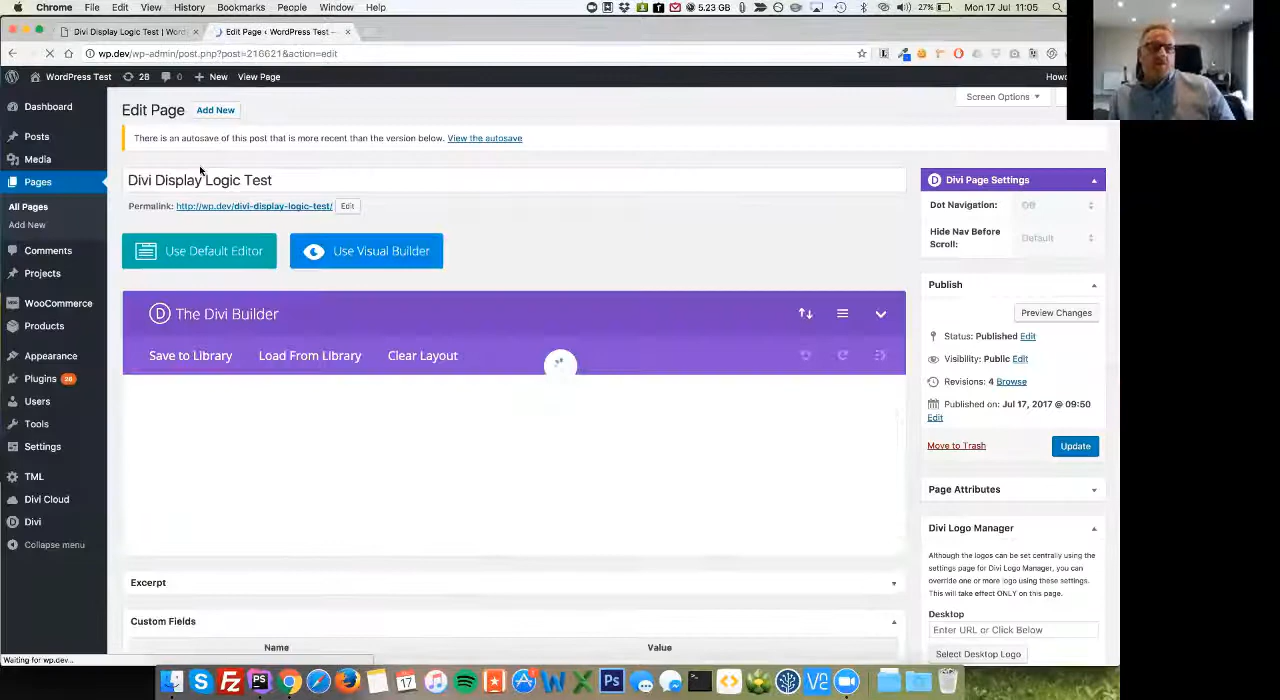 Chrome File Edit View History Bookmarks People Window Help 5.23 GB 27% Mon 17 Jul 11:05
Divi Display Logic Test | Word Edit Page ‹ WordPress Test —
wp.dev/wp-admin/post.php?post=216621&action=edit
WordPress Test 28 0 New View Page Howd
Dashboard
Posts
Media
Pages
All Pages
Add New
Comments
Projects
WooCommerce
Products
Appearance
Plugins 26
Users
Tools
Settings
TML
Divi Cloud
Divi
Collapse menu
Screen Options
Edit Page Add New
There is an autosave of this post that is more recent than the version below. View the autosave
Divi Display Logic Test
Permalink: http://wp.dev/divi-display-logic-test/ Edit
Use Default Editor Use Visual Builder
The Divi Builder
Save to Library Load From Library Clear Layout
Excerpt
Custom Fields
Name Value
Divi Page Settings
Dot Navigation: Off
Hide Nav Before
Scroll: Default
Publish
Preview Changes
Status: Published Edit
Visibility: Public Edit
Revisions: 4 Browse
Published on: Jul 17, 2017 @ 09:50
Edit
Move to Trash Update
Page Attributes
Divi Logo Manager
Although the logos can be set centrally using the
settings page for Divi Logo Manager, you can
override one or more logo using these settings.
This will take effect ONLY on this page.
Desktop
Enter URL or Click Below
Select Desktop Logo
Waiting for wp.dev...